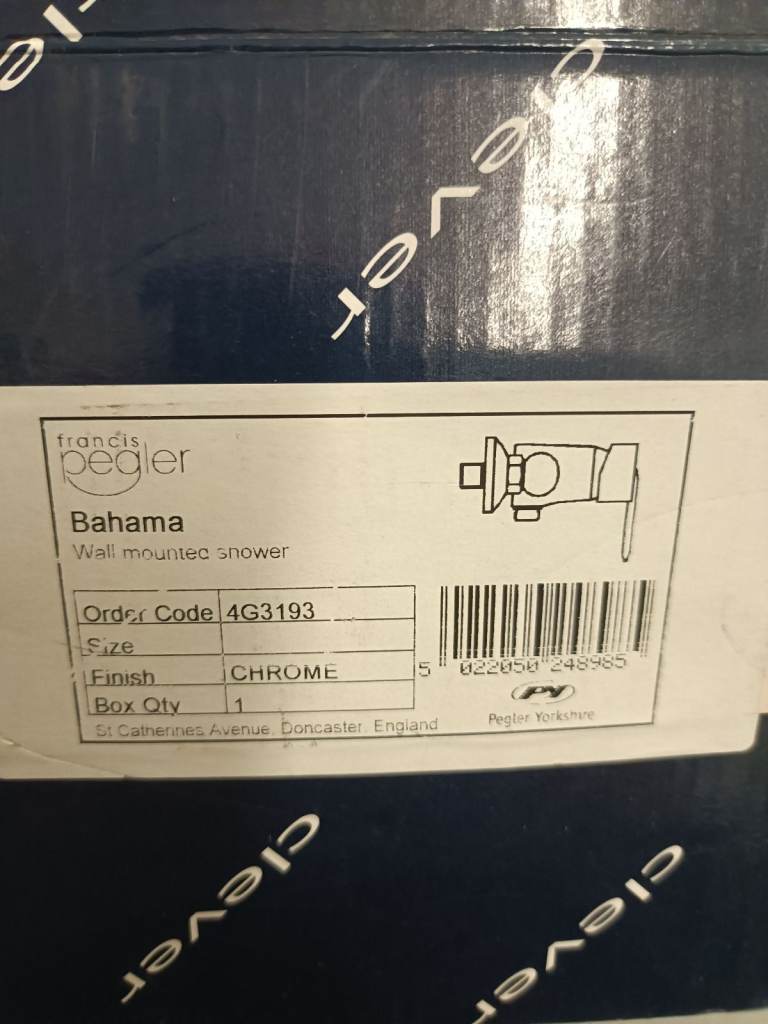 clever
clever
francis
pegler
Bahama
Wall mounted shower
Order Code 4G3193
Size
Finish CHROME
Box Qty 1
5 022050 248985
PY
Pegler Yorkshire
St Catherines Avenue, Doncaster, England
clever
clever